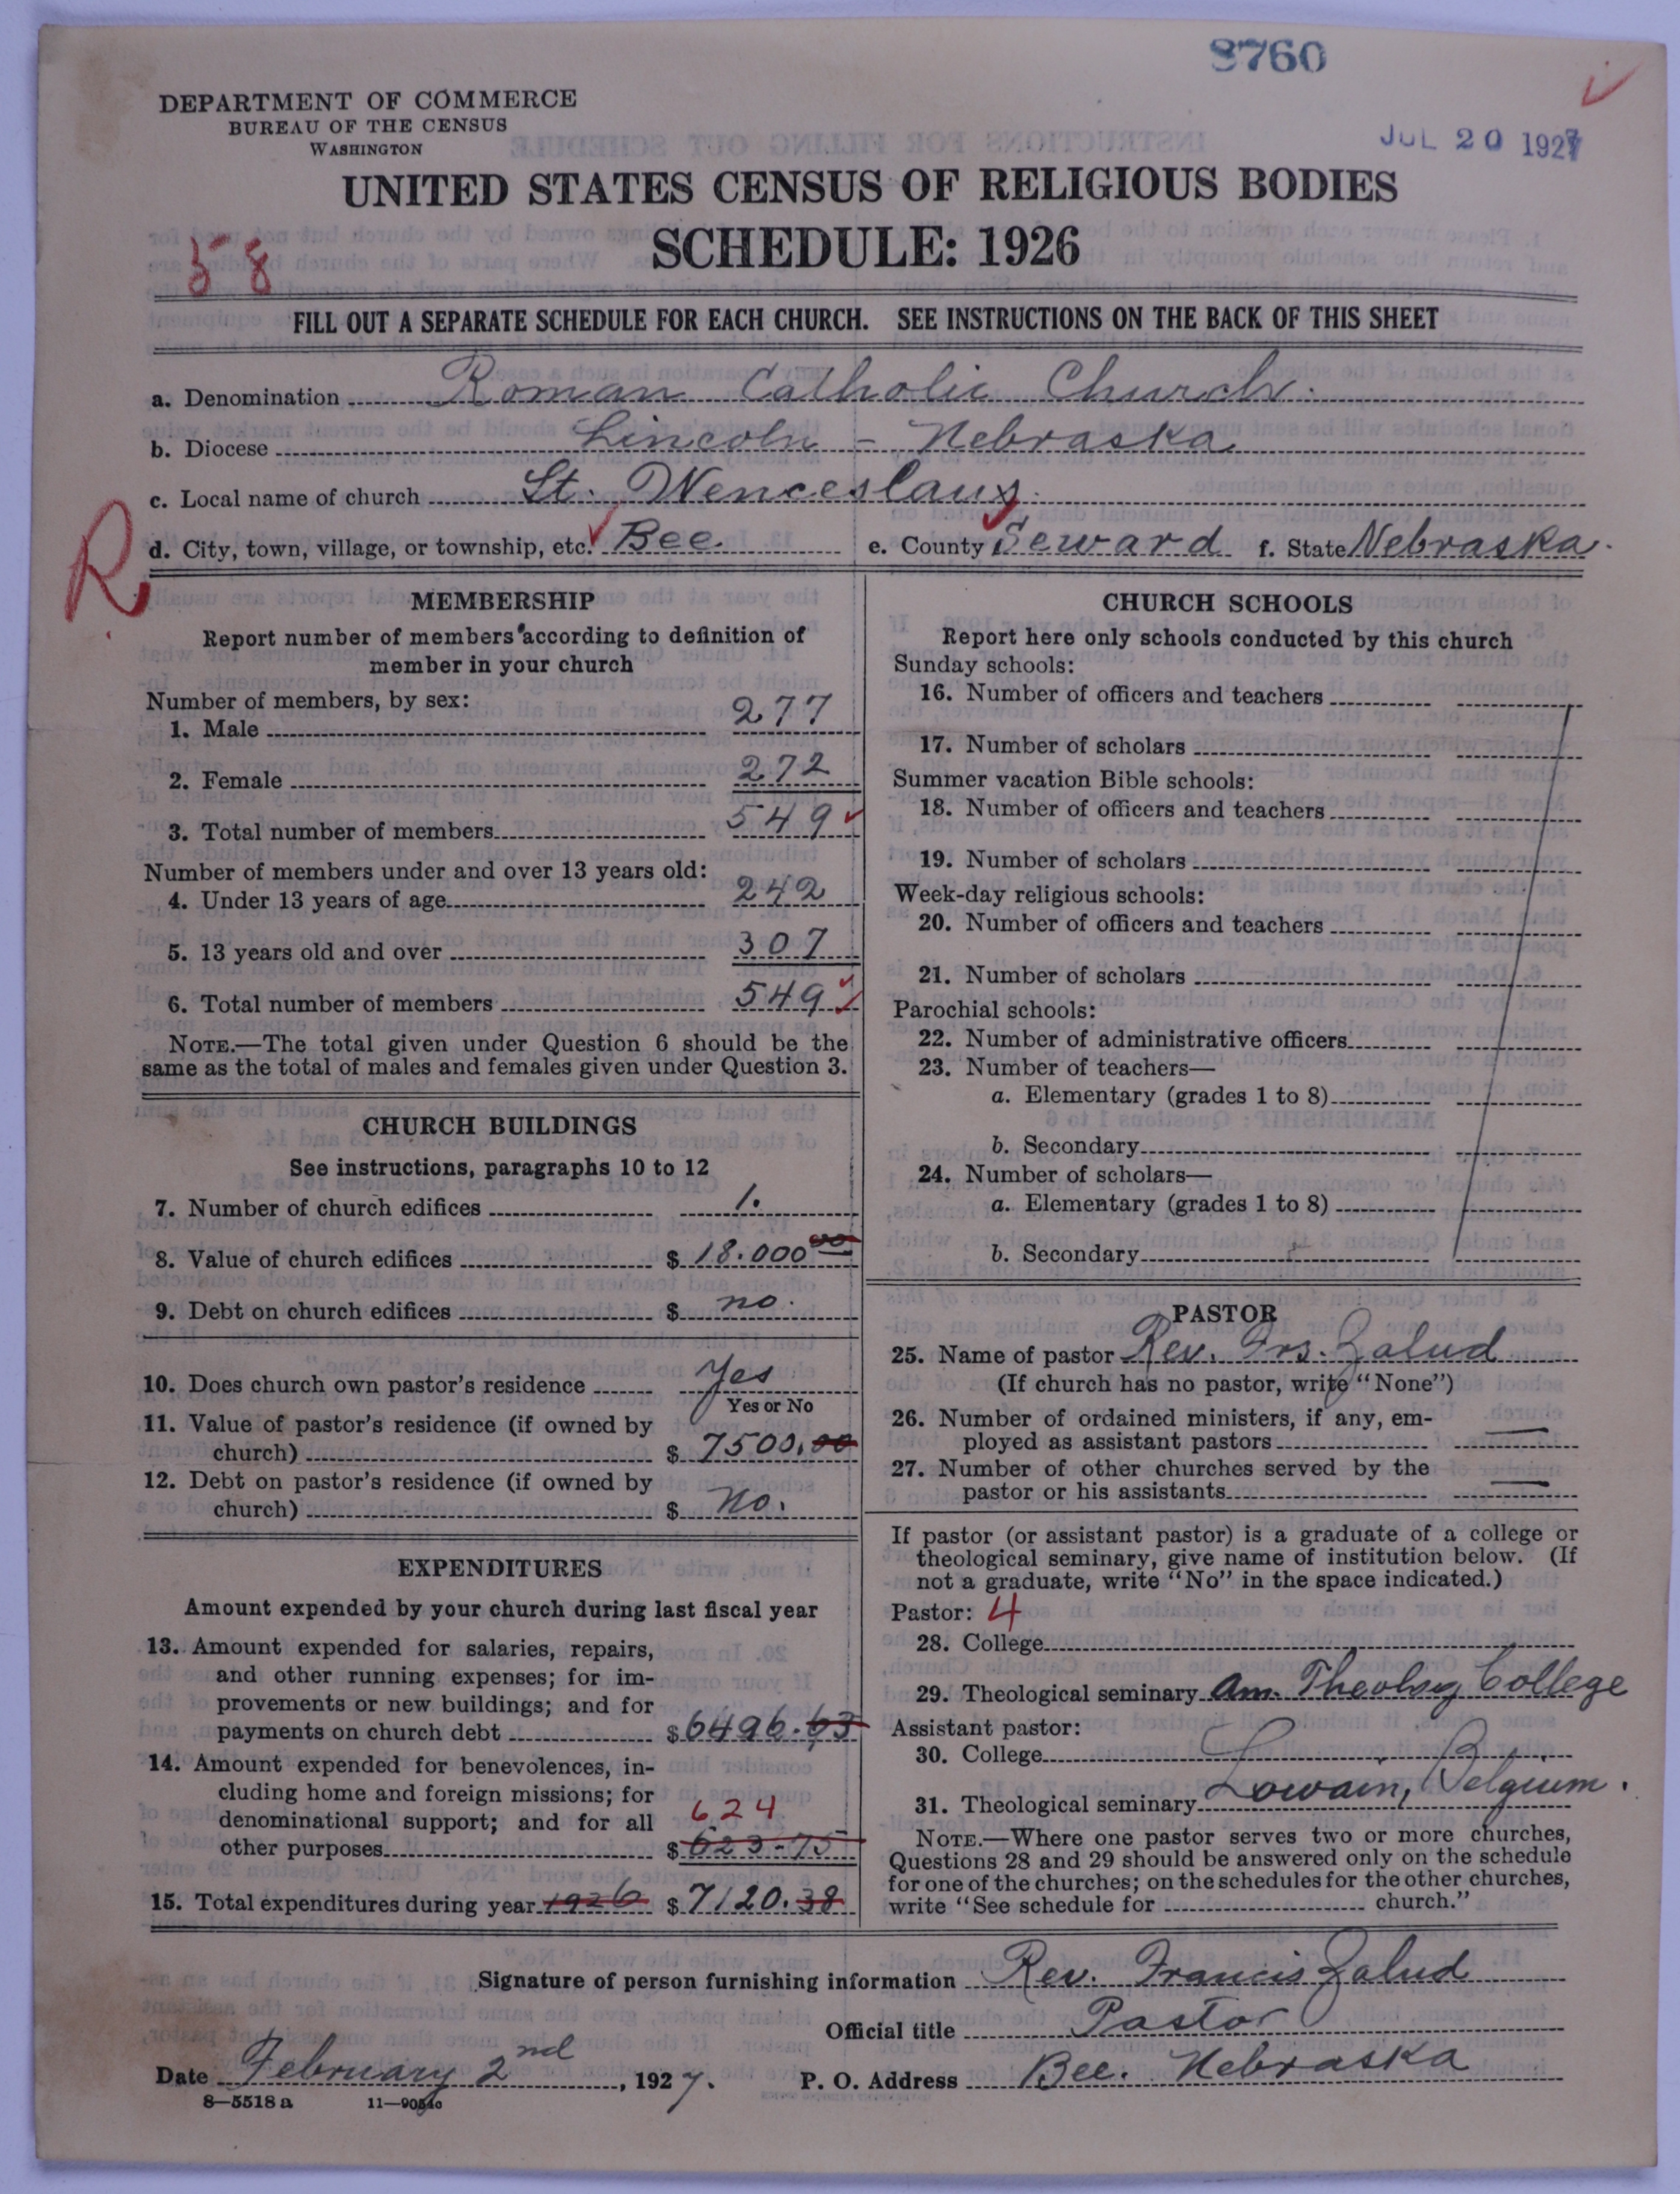 8760
DEPARTMENT OF COMMERCE
BUREAU OF THE CENSUS
WASHINGTON
JUL 20 1927
UNITED STATES CENSUS OF RELIGIOUS BODIES
SCHEDULE: 1926
58
FILL OUT A SEPARATE SCHEDULE FOR EACH CHURCH. SEE INSTRUCTIONS ON THE BACK OF THIS SHEET
a. Denomination Roman Catholic Church.
b. Diocese Lincoln - Nebraska
c. Local name of church St. Wenceslaus.
R
d. City, town, village, or township, etc. Bee. e. County Seward f. State Nebraska.
MEMBERSHIP
Report number of members according to definition of
member in your church
Number of members, by sex:
1. Male 277
2. Female 272
3. Total number of members 549
Number of members under and over 13 years old:
4. Under 13 years of age 242
5. 13 years old and over 307
6. Total number of members 549
NOTE.—The total given under Question 6 should be the
same as the total of males and females given under Question 3.
CHURCH BUILDINGS
See instructions, paragraphs 10 to 12
7. Number of church edifices 1.
8. Value of church edifices $ 18.000 00
9. Debt on church edifices $ no.
10. Does church own pastor's residence Yes
Yes or No
11. Value of pastor's residence (if owned by
church) $ 7500.00
12. Debt on pastor's residence (if owned by
church) $ No.
EXPENDITURES
Amount expended by your church during last fiscal year
13. Amount expended for salaries, repairs,
and other running expenses; for im-
provements or new buildings; and for
payments on church debt $ 6496.63
14. Amount expended for benevolences, in-
cluding home and foreign missions; for
denominational support; and for all 624
other purposes $ 623-75
15. Total expenditures during year 1926 $ 7120.38
CHURCH SCHOOLS
Report here only schools conducted by this church
Sunday schools:
16. Number of officers and teachers
17. Number of scholars
Summer vacation Bible schools:
18. Number of officers and teachers
19. Number of scholars
Week-day religious schools:
20. Number of officers and teachers
21. Number of scholars
Parochial schools:
22. Number of administrative officers
23. Number of teachers—
a. Elementary (grades 1 to 8)
b. Secondary
24. Number of scholars—
a. Elementary (grades 1 to 8)
b. Secondary
PASTOR
25. Name of pastor Rev. Frs. Zalud
(If church has no pastor, write "None")
26. Number of ordained ministers, if any, em-
ployed as assistant pastors —
27. Number of other churches served by the
pastor or his assistants —
If pastor (or assistant pastor) is a graduate of a college or
theological seminary, give name of institution below. (If
not a graduate, write "No" in the space indicated.)
Pastor: 4
28. College
29. Theological seminary Am. Theolog College
Assistant pastor:
30. College
Lowain, Belgium.
31. Theological seminary
NOTE.—Where one pastor serves two or more churches,
Questions 28 and 29 should be answered only on the schedule
for one of the churches; on the schedules for the other churches,
write "See schedule for church."
Signature of person furnishing information Rev. Francis Zalud
Official title Pastor
Date February 2nd, 1927. P. O. Address Bee. Nebraska
8—5518a 11—9051c